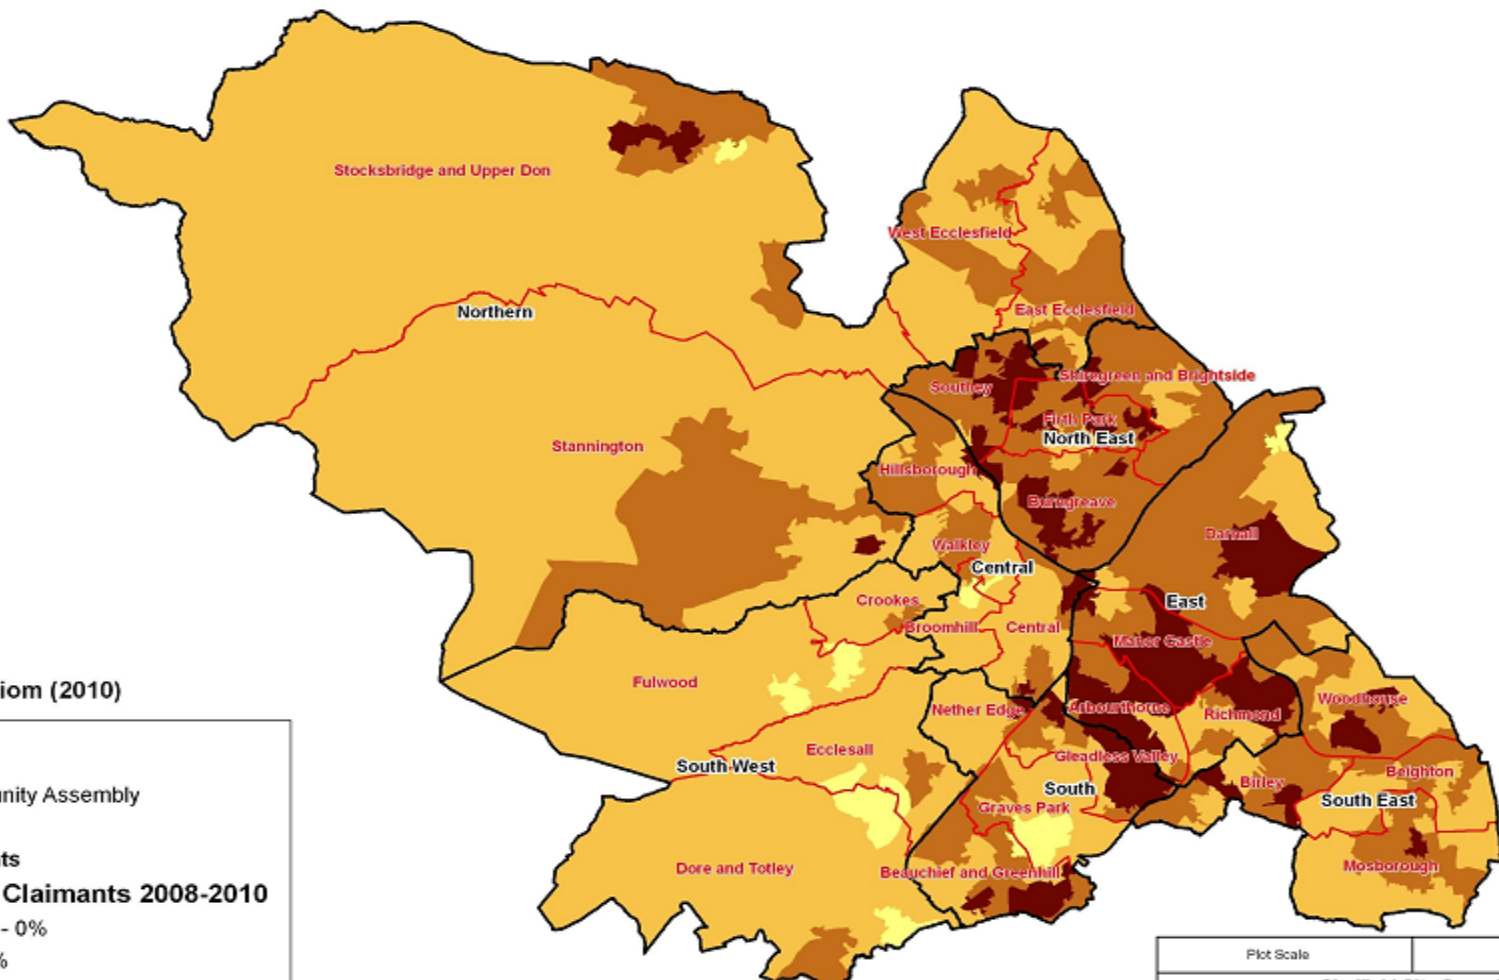 Stocksbridge and Upper Don
West Ecclesfield
Northern
East Ecclesfield
Southey
Shiregreen and Brightside
Firth Park
North East
Stannington
Hillsborough
Burngreave
Darnall
Walkley
Central
Crookes
East
Broomhill
Central
Manor Castle
Fulwood
iom (2010)
Nether Edge
Arbourthorne
Richmond
Woodhouse
Ecclesall
South West
Gleadless Valley
Beighton
Birley
South
South East
unity Assembly
Graves Park
ts
Claimants 2008-2010
Dore and Totley
Beauchief and Greenhill
Mosborough
- 0%
%
Plot Scale